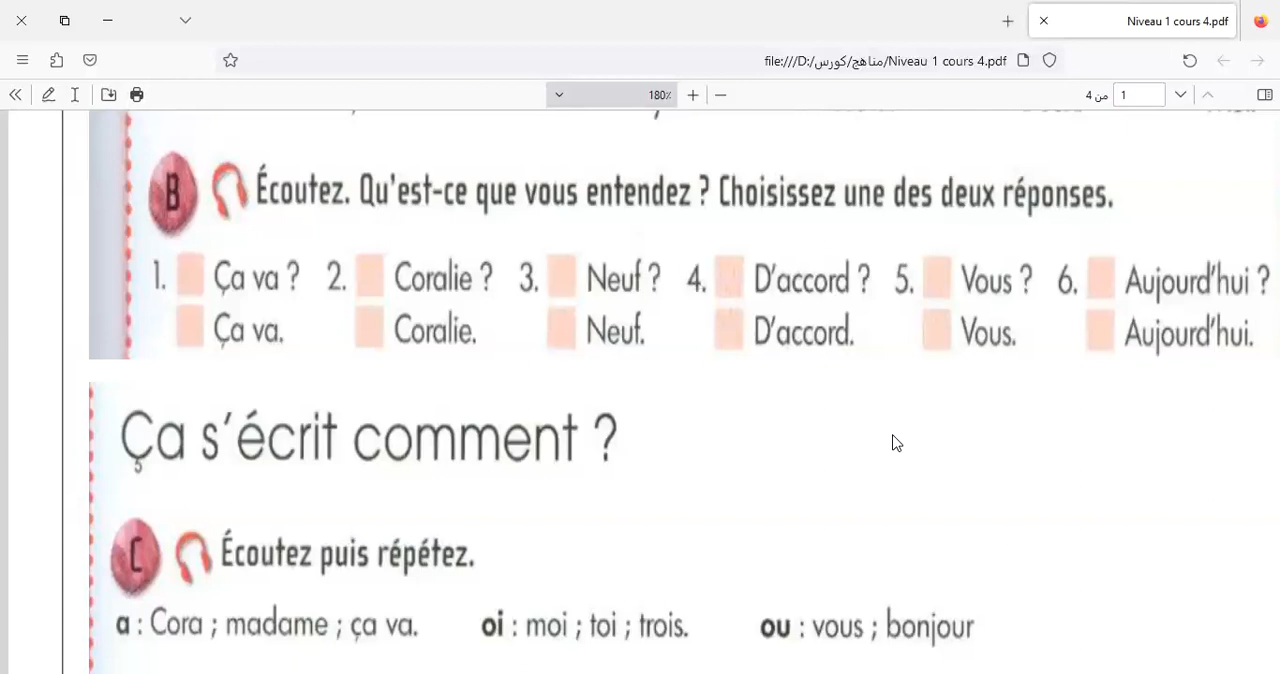 Niveau 1 cours 4.pdf
file:///D:/مناهج/كورس/Niveau 1 cours 4.pdf
180%
1 من 4
B Écoutez. Qu'est-ce que vous entendez ? Choisissez une des deux réponses.
1. Ça va ? 2. Coralie ? 3. Neuf ? 4. D'accord ? 5. Vous ? 6. Aujourd'hui ?
Ça va. Coralie. Neuf. D'accord. Vous. Aujourd'hui.
Ça s'écrit comment ?
C Écoutez puis répétez.
a : Cora ; madame ; ça va. oi : moi ; toi ; trois. ou : vous ; bonjour